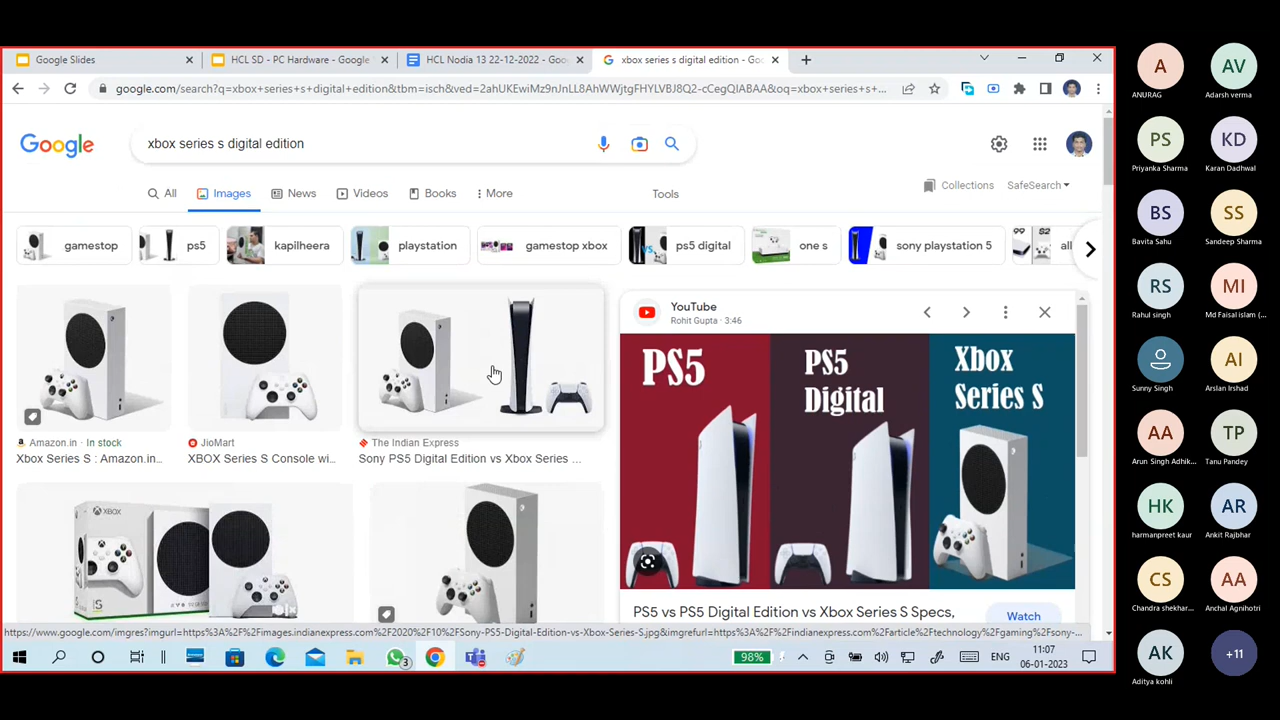 Google Slides
HCL SD - PC Hardware - Google
HCL Nodia 13 22-12-2022 - Goo
xbox series s digital edition - Goo
google.com/search?q=xbox+series+s+digital+edition&tbm=isch&ved=2ahUKEwiMz9nJnLL8AhWWjtgFHYLVBJ8Q2-cCegQIABAA&oq=xbox+series+s+...
Google
xbox series s digital edition
All
Images
News
Videos
Books
More
Tools
Collections
SafeSearch
gamestop
ps5
kapilheera
playstation
gamestop xbox
ps5 digital
one s
sony playstation 5
all
Amazon.in · In stock
Xbox Series S : Amazon.in...
JioMart
XBOX Series S Console wi...
The Indian Express
Sony PS5 Digital Edition vs Xbox Series ...
XBOX
YouTube
Rohit Gupta · 3:46
PS5
PS5
Digital
Xbox
Series S
PS5 vs PS5 Digital Edition vs Xbox Series S Specs,
Watch
https://www.google.com/imgres?imgurl=https%3A%2F%2Fimages.indianexpress.com%2F2020%2F10%2FSony-PS5-Digital-Edition-vs-Xbox-Series-S.jpg&imgrefurl=https%3A%2F%2Findianexpress.com%2Farticle%2Ftechnology%2Fgaming%2Fsony-...
3
98%
ENG
11:07
06-01-2023
A
ANURAG
AV
Adarsh verma
PS
Priyanka Sharma
KD
Karan Dadhwal
BS
Bavita Sahu
SS
Sandeep Sharma
RS
Rahul singh
MI
Md Faisal islam (...
Sunny Singh
AI
Arslan Irshad
AA
Arun Singh Adhik...
TP
Tanu Pandey
HK
harmanpreet kaur
AR
Ankit Rajbhar
CS
Chandra shekhar...
AA
Anchal Agnihotri
AK
Aditya kohli
+11